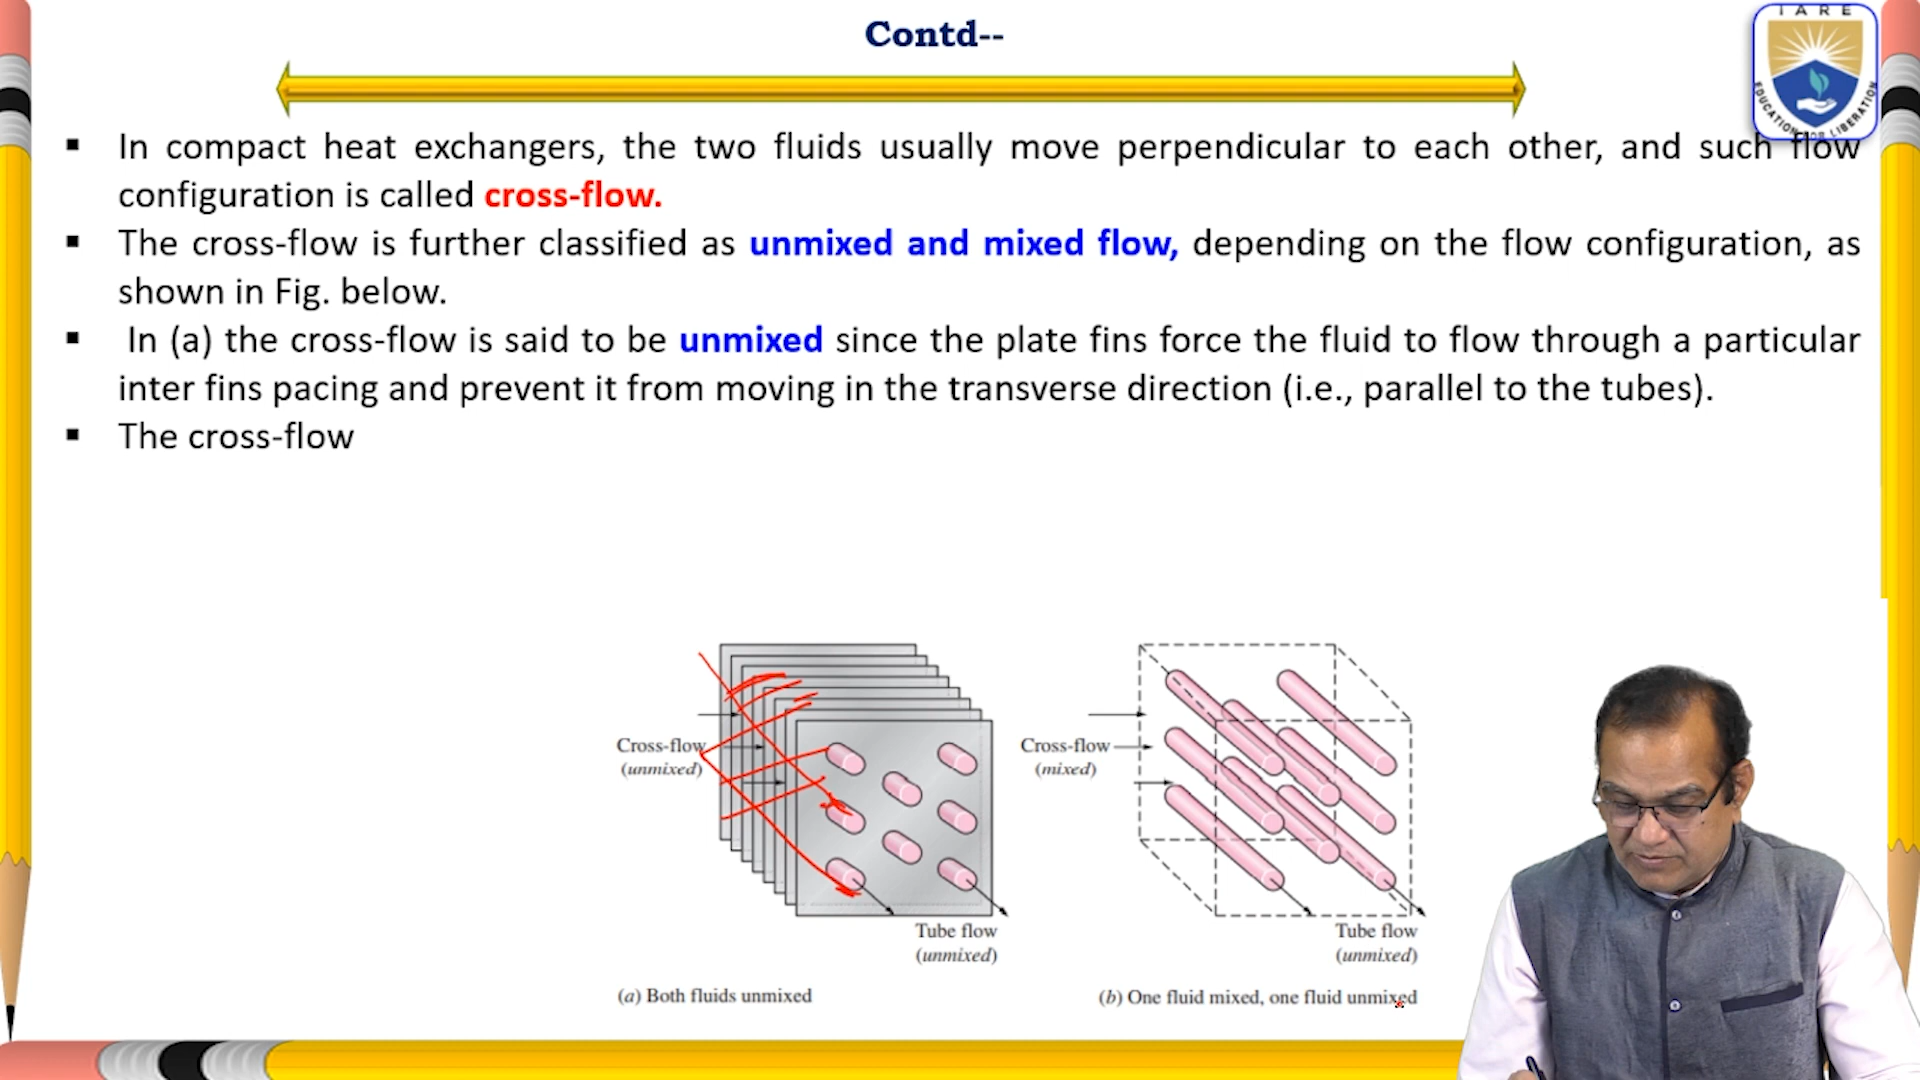 Contd--
IARE
EDUCATION FOR LIBERATION
▪ In compact heat exchangers, the two fluids usually move perpendicular to each other, and such flow
configuration is called cross-flow.
▪ The cross-flow is further classified as unmixed and mixed flow, depending on the flow configuration, as
shown in Fig. below.
▪ In (a) the cross-flow is said to be unmixed since the plate fins force the fluid to flow through a particular
inter fins pacing and prevent it from moving in the transverse direction (i.e., parallel to the tubes).
▪ The cross-flow
Cross-flow
(unmixed)
Tube flow
(unmixed)
(a) Both fluids unmixed
Cross-flow
(mixed)
Tube flow
(unmixed)
(b) One fluid mixed, one fluid unmixed